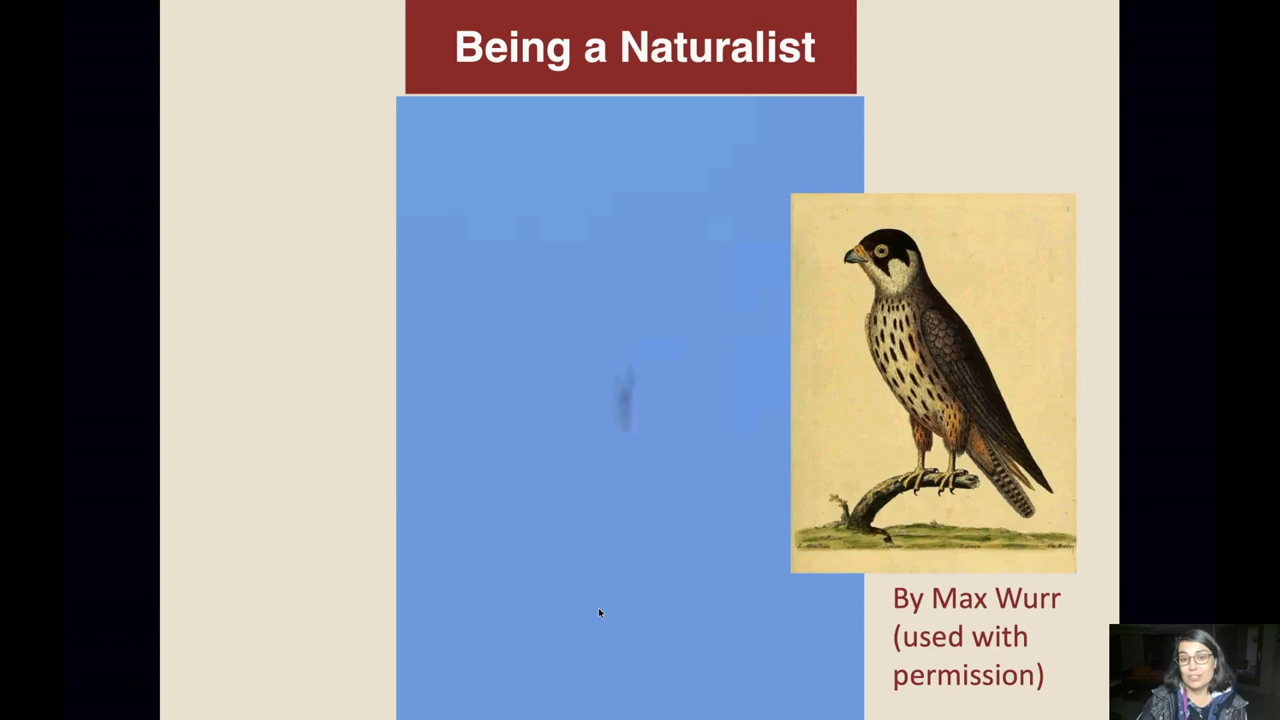 Being a Naturalist
By Max Wurr
(used with
permission)